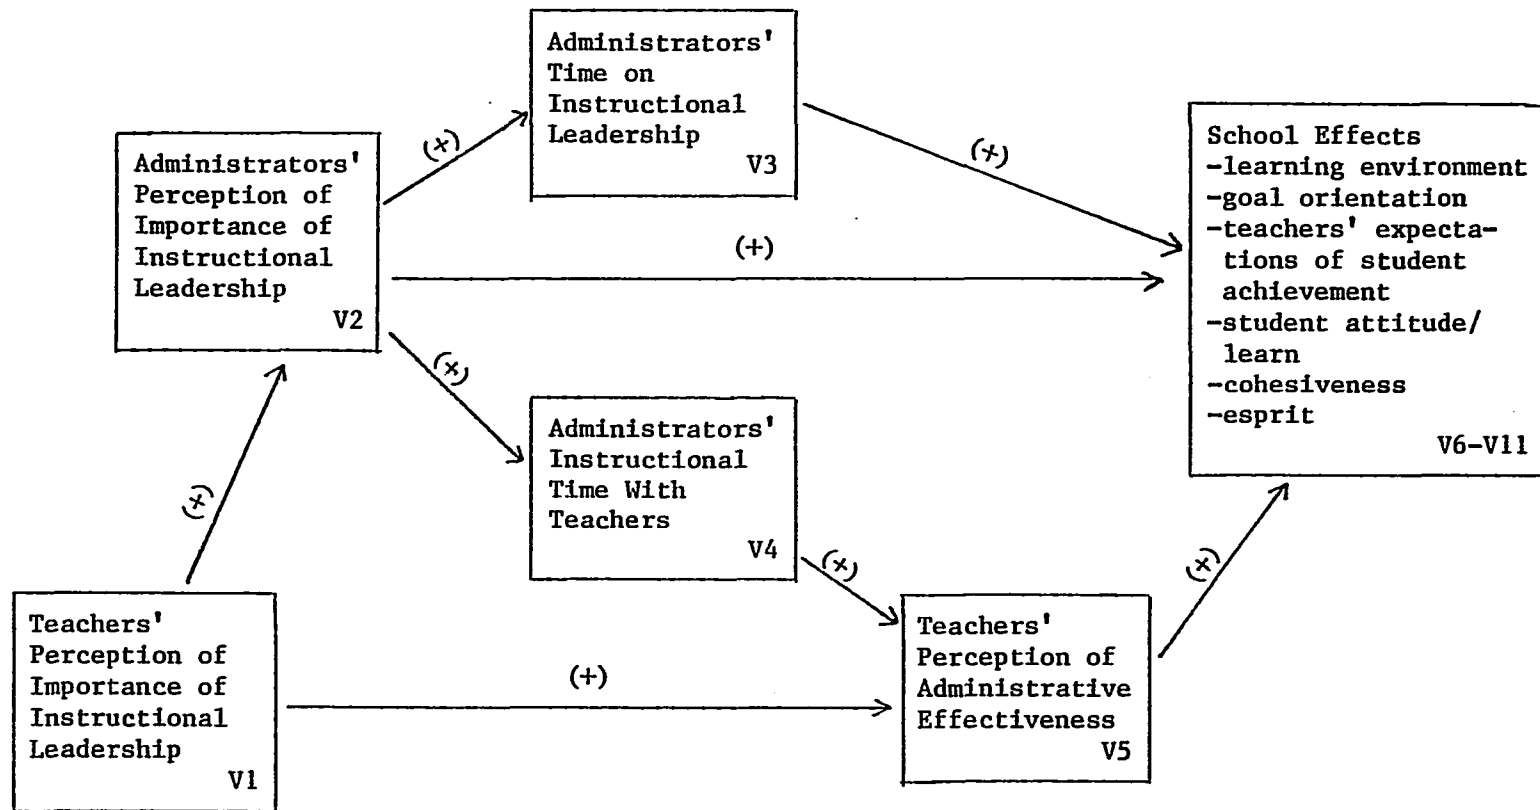 Administrators'
Time on
Instructional
Leadership
V3
(+)
Administrators'
Perception of
Importance of
Instructional
Leadership
V2
(+)
School Effects
-learning environment
-goal orientation
-teachers' expecta-
tions of student
achievement
-student attitude/
learn
-cohesiveness
-esprit
V6-V11
(+)
(+)
Administrators'
Instructional
Time With
Teachers
V4
(+)
(+)
(+)
Teachers'
Perception of
Importance of
Instructional
Leadership
V1
(+)
Teachers'
Perception of
Administrative
Effectiveness
V5
(+)